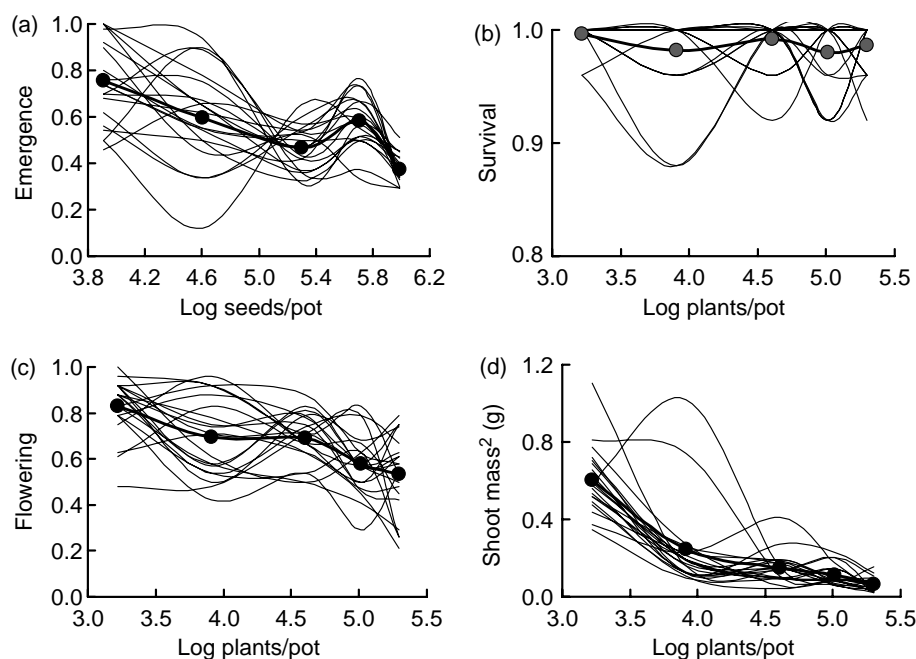 (a)
1.0
0.8
0.6
0.4
0.2
0.0
Emergence
3.8 4.2 4.6 5.0 5.4 5.8 6.2
Log seeds/pot
(b)
1.0
0.9
0.8
Survival
3.0 3.5 4.0 4.5 5.0 5.5
Log plants/pot
(c)
1.0
0.8
0.6
0.4
0.2
0.0
Flowering
3.0 3.5 4.0 4.5 5.0 5.5
Log plants/pot
(d)
1.2
0.8
0.4
0.0
Shoot mass² (g)
3.0 3.5 4.0 4.5 5.0 5.5
Log plants/pot